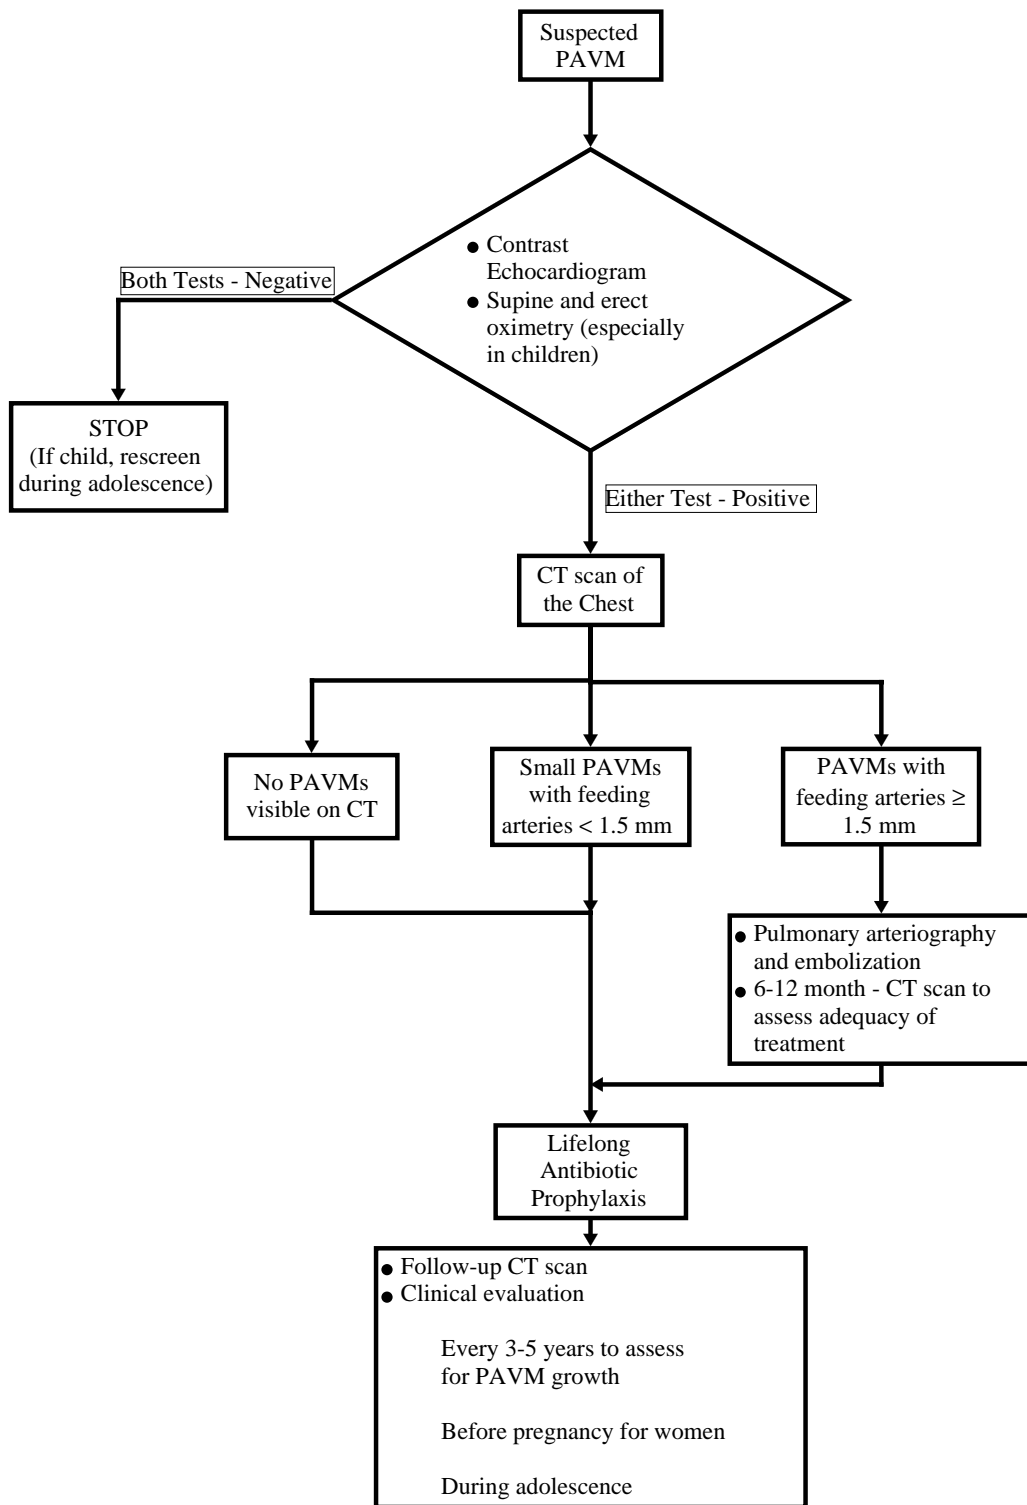 Suspected
PAVM
● Contrast
Echocardiogram
● Supine and erect
oximetry (especially
in children)
Both Tests - Negative
STOP
(If child, rescreen
during adolescence)
Either Test - Positive
CT scan of
the Chest
No PAVMs
visible on CT
Small PAVMs
with feeding
arteries < 1.5 mm
PAVMs with
feeding arteries ≥
1.5 mm
● Pulmonary arteriography
and embolization
● 6-12 month - CT scan to
assess adequacy of
treatment
Lifelong
Antibiotic
Prophylaxis
● Follow-up CT scan
● Clinical evaluation
Every 3-5 years to assess
for PAVM growth
Before pregnancy for women
During adolescence